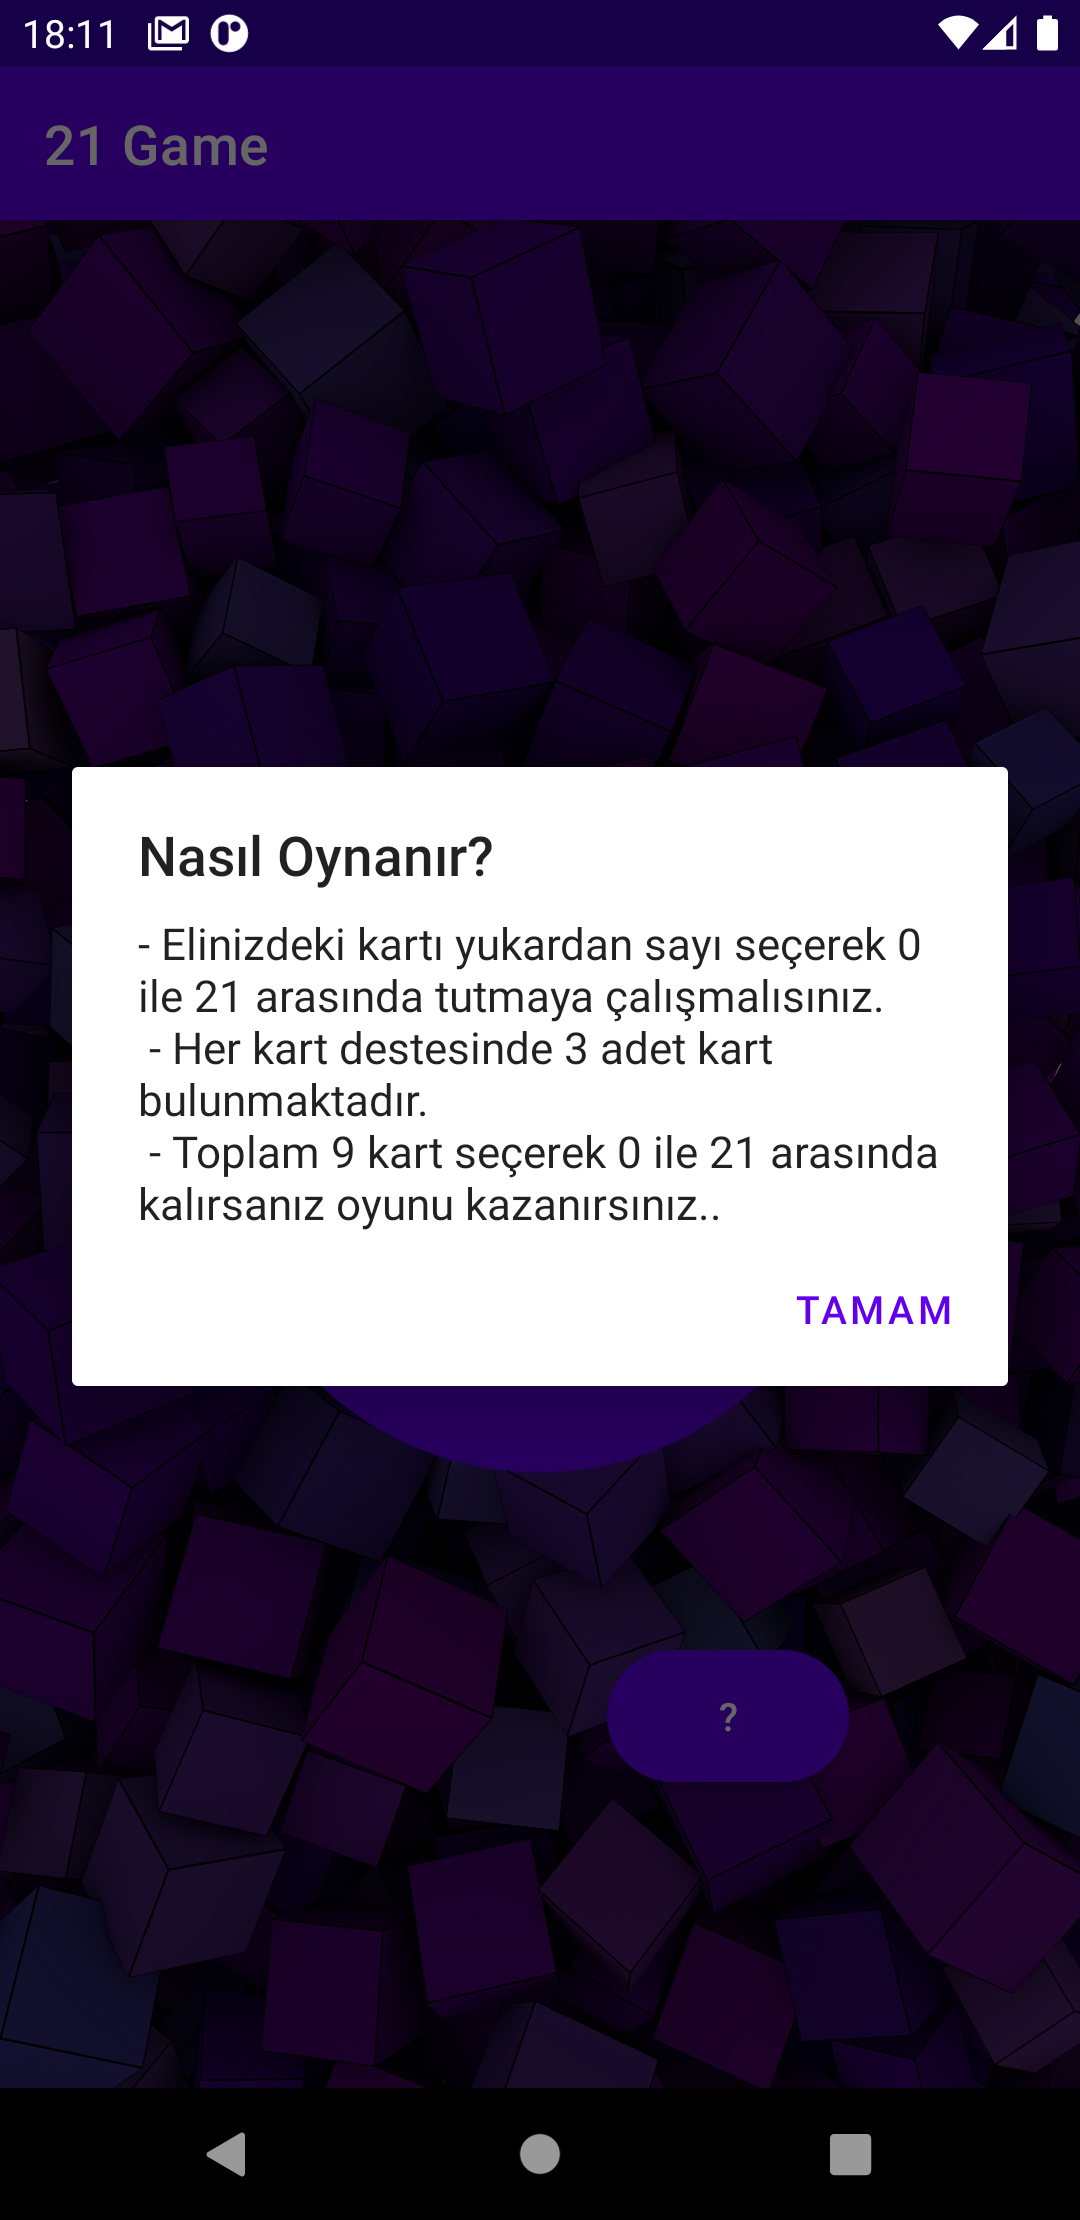 18:11
21 Game
Nasıl Oynanır?
- Elinizdeki kartı yukardan sayı seçerek 0
ile 21 arasında tutmaya çalışmalısınız.
- Her kart destesinde 3 adet kart
bulunmaktadır.
- Toplam 9 kart seçerek 0 ile 21 arasında
kalırsanız oyunu kazanırsınız..
TAMAM
?